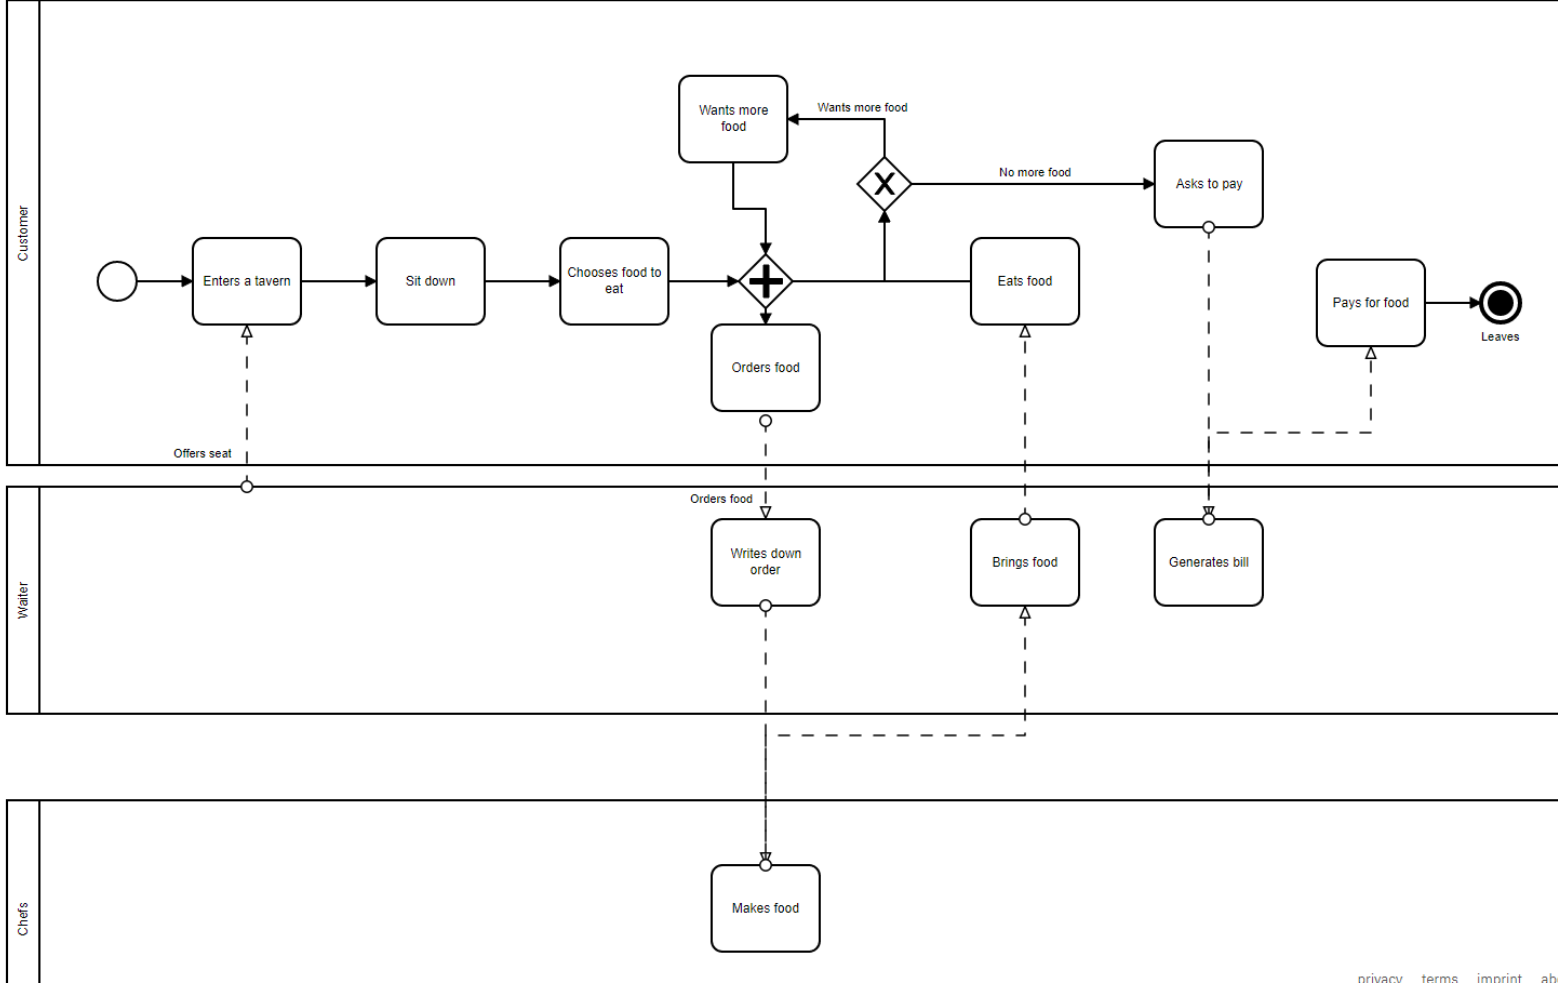 Customer
Wants more
food
Wants more food
No more food
Asks to pay
Enters a tavern
Sit down
Chooses food to
eat
Eats food
Pays for food
Leaves
Orders food
Offers seat
Waiter
Orders food
Writes down
order
Brings food
Generates bill
Chefs
Makes food
privacy terms imprint